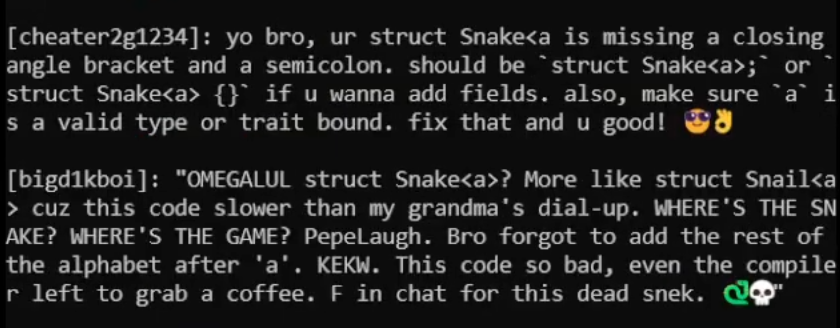 [cheater2g1234]: yo bro, ur struct Snake<a is missing a closing
angle bracket and a semicolon. should be `struct Snake<a>;` or `
struct Snake<a> {}` if u wanna add fields. also, make sure `a` i
s a valid type or trait bound. fix that and u good! 😎👌
[bigd1kboi]: "OMEGALUL struct Snake<a>? More like struct Snail<a
> cuz this code slower than my grandma's dial-up. WHERE'S THE SN
AKE? WHERE'S THE GAME? PepeLaugh. Bro forgot to add the rest of
the alphabet after 'a'. KEKW. This code so bad, even the compile
r left to grab a coffee. F in chat for this dead snek. 🐍💀"